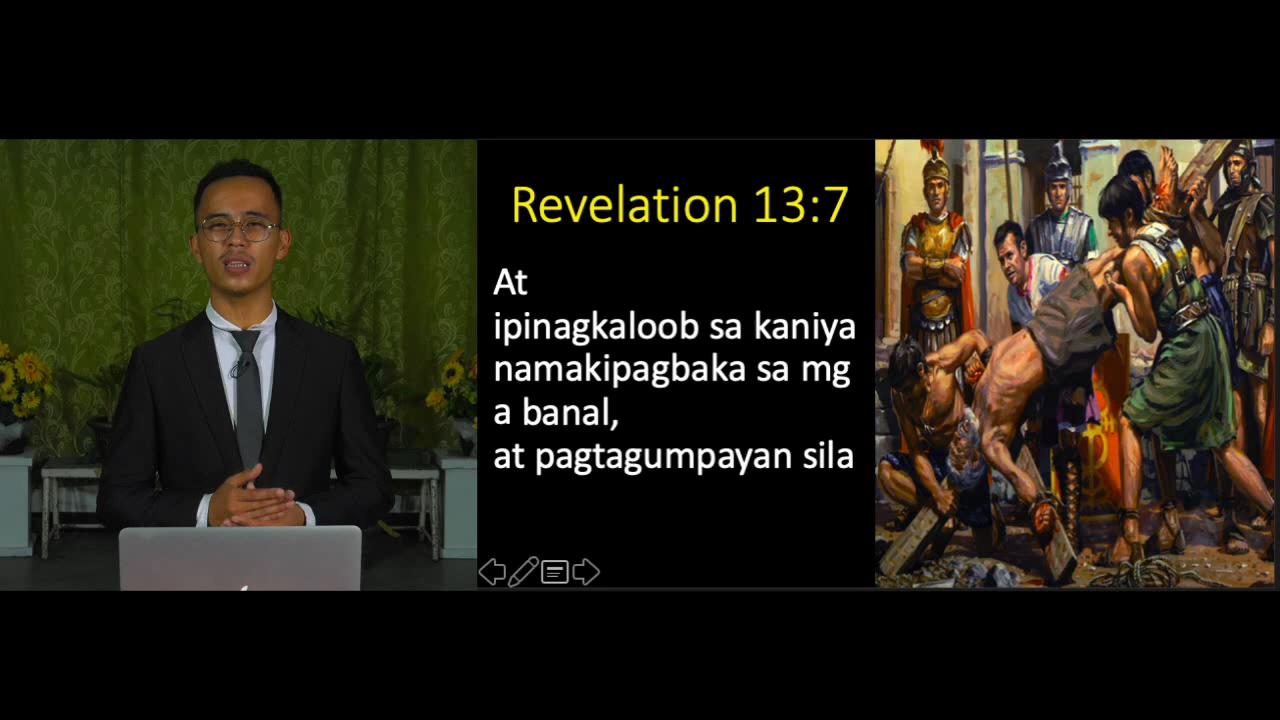 Revelation 13:7
At
ipinagkaloob sa kaniya
namakipagbaka sa mg
a banal,
at pagtagumpayan sila